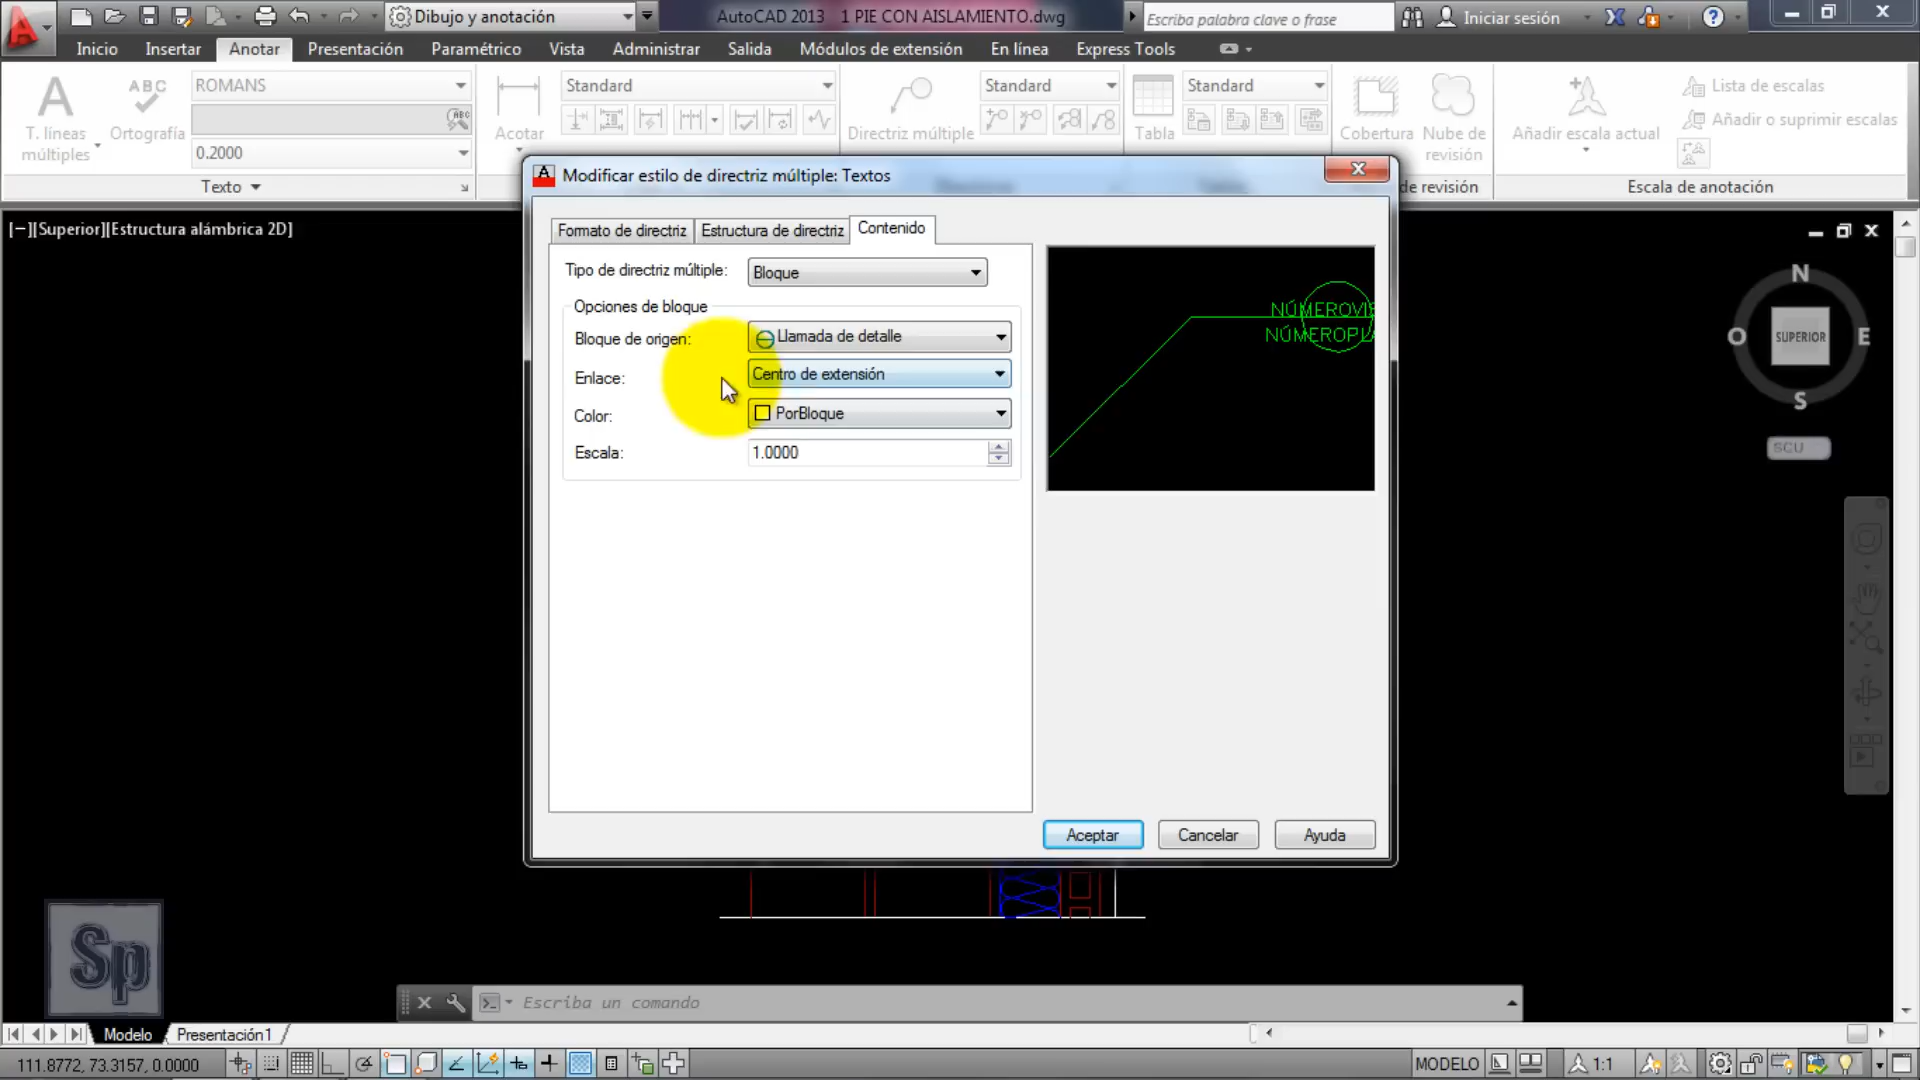 Dibujo y anotación
AutoCAD 2013 1 PIE CON AISLAMIENTO.dwg
Escriba palabra clave o frase
Iniciar sesión
Inicio Insertar Anotar Presentación Paramétrico Vista Administrar Salida Módulos de extensión En línea Express Tools
A
T. líneas múltiples
ABC
Ortografía
ROMANS
ABC
0.2000
Texto
Acotar
Standard
Directriz múltiple
Standard
Tabla
Standard
Cobertura
Nube de revisión
de revisión
Añadir escala actual
Lista de escalas
Añadir o suprimir escalas
Escala de anotación
[−][Superior][Estructura alámbrica 2D]
Modificar estilo de directriz múltiple: Textos
Formato de directriz Estructura de directriz Contenido
Tipo de directriz múltiple: Bloque
Opciones de bloque
Bloque de origen: Llamada de detalle
Enlace: Centro de extensión
Color: PorBloque
Escala: 1.0000
NÚMEROVIS
NÚMEROPLA
Aceptar Cancelar Ayuda
N
O SUPERIOR E
S
SCU
Sp
Escriba un comando
Modelo Presentación1
111.8772, 73.3157, 0.0000
MODELO
1:1